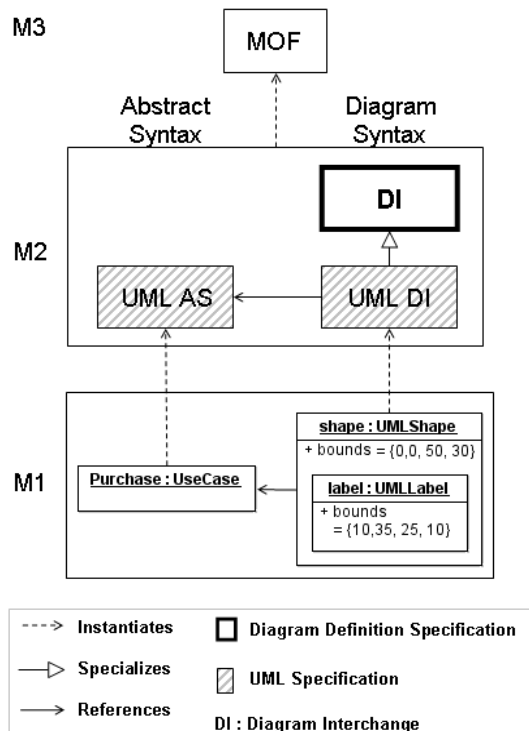 M3
MOF
Abstract
Syntax
Diagram
Syntax
DI
M2
UML AS
UML DI
shape : UMLShape
+ bounds = {0,0, 50, 30}
M1
Purchase : UseCase
label : UMLLabel
+ bounds
= {10,35, 25, 10}
Instantiates
Diagram Definition Specification
Specializes
UML Specification
References
DI : Diagram Interchange